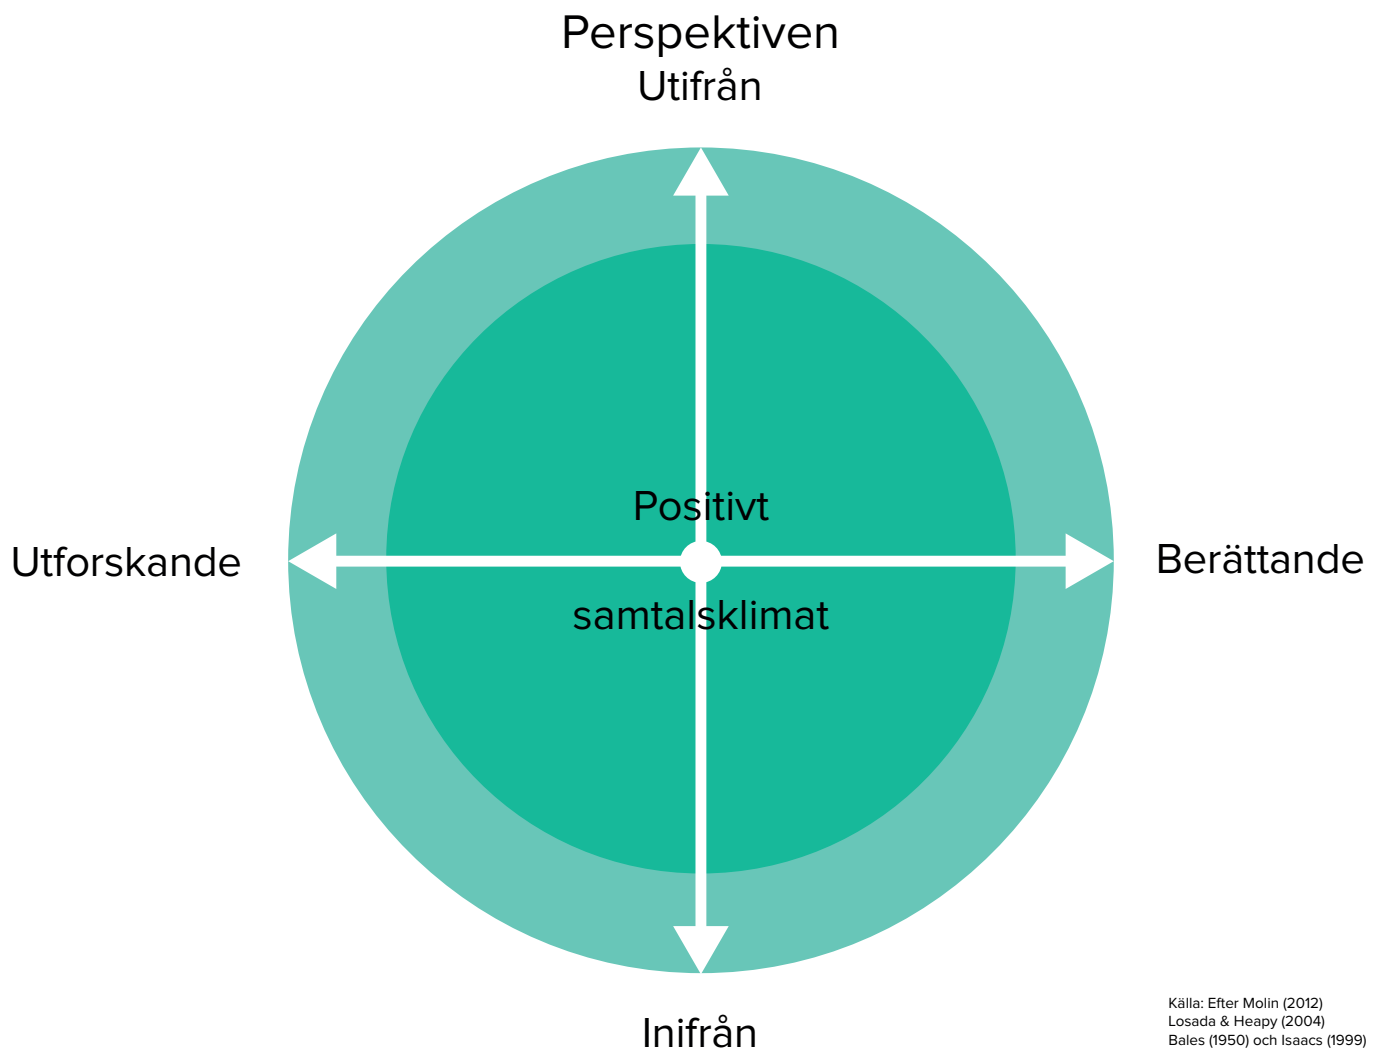 Perspektiven
Utifrån
Positivt
Utforskande
Berättande
samtalsklimat
Inifrån
Källa: Efter Molin (2012)
Losada & Heapy (2004)
Bales (1950) och Isaacs (1999)